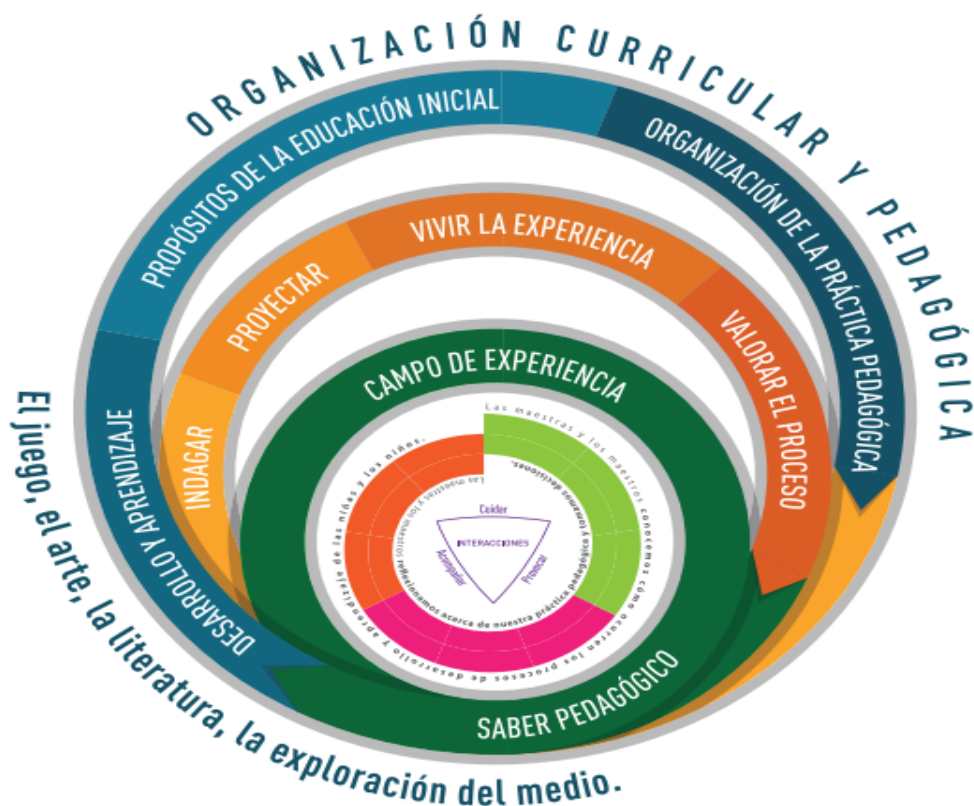 ORGANIZACIÓN CURRICULAR Y PEDAGÓGICA
PROPÓSITOS DE LA EDUCACIÓN INICIAL
ORGANIZACIÓN DE LA PRÁCTICA PEDAGÓGICA
DESARROLLO Y APRENDIZAJE
INDAGAR
PROYECTAR
VIVIR LA EXPERIENCIA
VALORAR EL PROCESO
CAMPO DE EXPERIENCIA
SABER PEDAGÓGICO
Las maestras y los maestros conocemos cómo ocurren los procesos de desarrollo y aprendizaje de las niñas y los niños.
Las maestras y los maestros reflexionamos acerca de nuestra práctica pedagógica y tomamos decisiones.
Cuidar
INTERACCIONES
Acompañar
Provocar
El juego, el arte, la literatura, la exploración del medio.